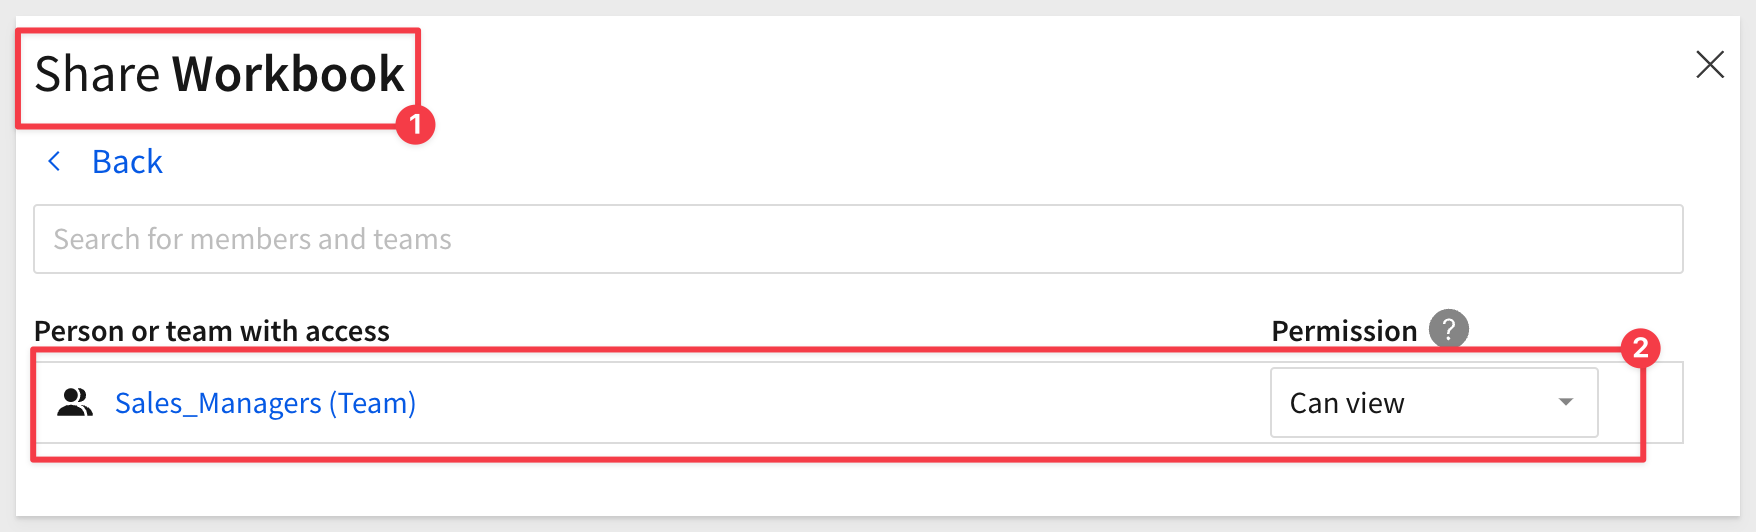 Share Workbook
1
Back
Search for members and teams
Person or team with access
Permission ?
2
Sales_Managers (Team)
Can view